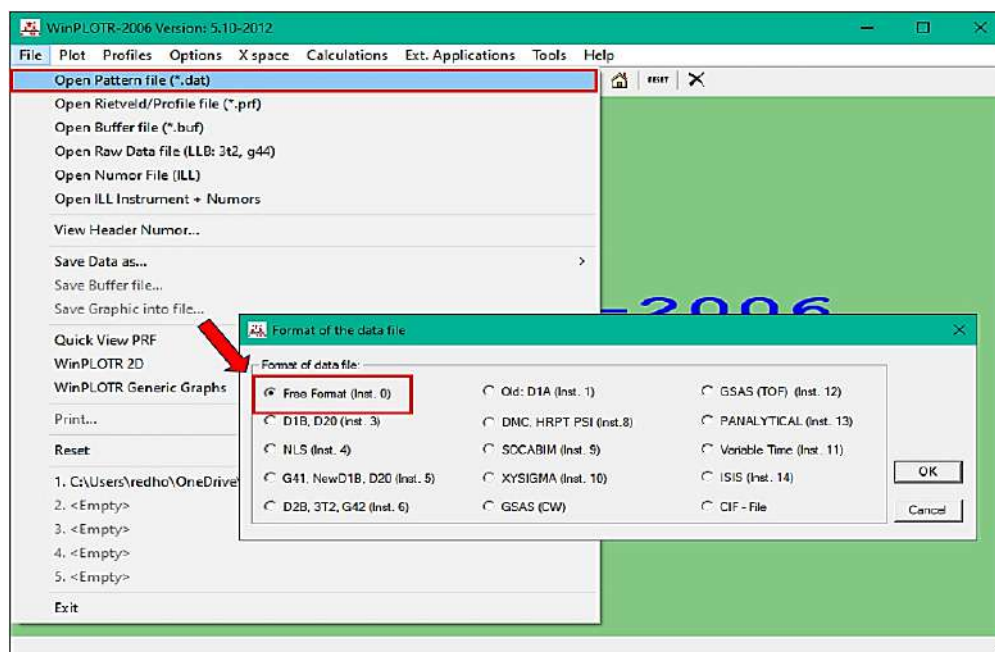 WinPLOTR-2006 Version: 5.10-2012
File Plot Profiles Options X space Calculations Ext. Applications Tools Help
Open Pattern file (*.dat)
RESET
Open Rietveld/Profile file (*.prf)
Open Buffer file (*.buf)
Open Raw Data file (LLB: 3t2, g44)
Open Numor File (ILL)
Open ILL Instrument + Numors
View Header Numor...
Save Data as...
Save Buffer file...
Save Graphic into file...
-2006
Quick View PRF
WinPLOTR 2D
WinPLOTR Generic Graphs
Print...
Reset
1. C:\Users\redho\OneDrive\
2. <Empty>
3. <Empty>
4. <Empty>
5. <Empty>
Exit
Format of the data file
Format of data file:
Free Format (Inst. 0) Old: D1A (Inst. 1) GSAS (TOF) (Inst. 12)
D1B, D20 (Inst. 3) DMC, HRPT PSI (Inst.8) PANALYTICAL (Inst. 13)
NLS (Inst. 4) SOCABIM (Inst. 9) Variable Time (Inst. 11)
G41, NewD1B, D20 (Inst. 5) XYSIGMA (Inst. 10) ISIS (Inst. 14)
D2B, 3T2, G42 (Inst. 6) GSAS (CW) CIF - File
OK
Cancel